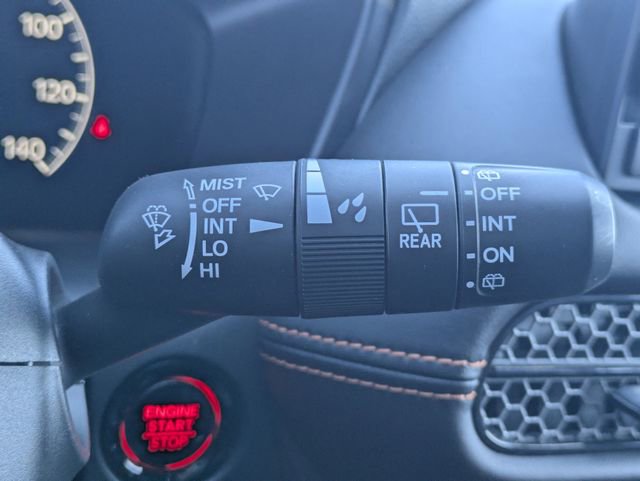 100
120
140
MIST
OFF
INT
LO
HI
REAR
OFF
INT
ON
ENGINE
START
STOP